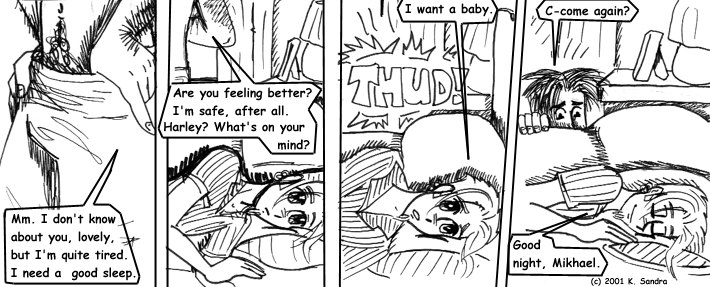 Mm. I don't know
about you, lovely,
but I'm quite tired.
I need a good sleep.
Are you feeling better?
I'm safe, after all.
Harley? What's on your
mind?
I want a baby.
THUD!
C-come again?
Good
night, Mikhael.
(c) 2001 K. Sandra